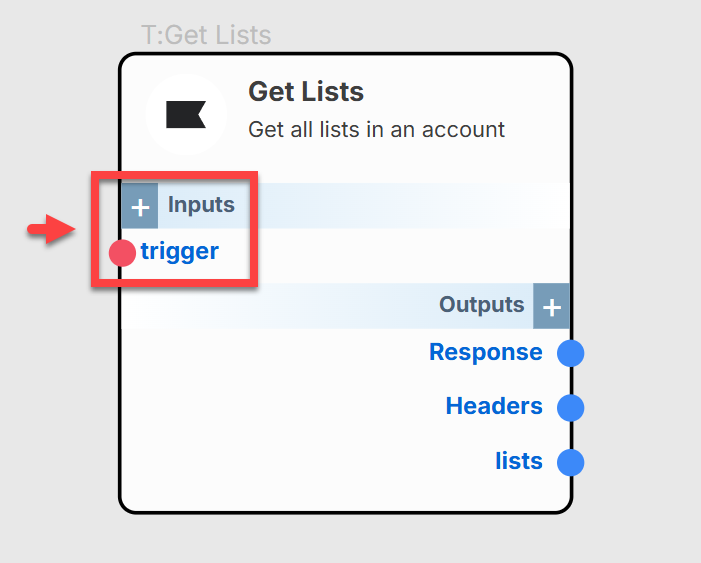 T:Get Lists
Get Lists
Get all lists in an account
+ Inputs
trigger
Outputs +
Response
Headers
lists